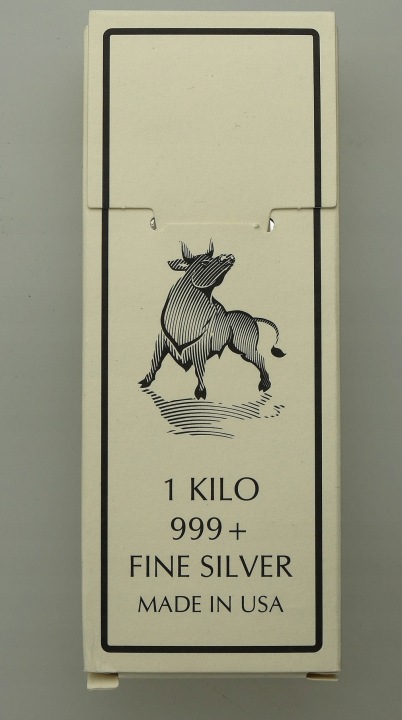 1 KILO
999+
FINE SILVER
MADE IN USA